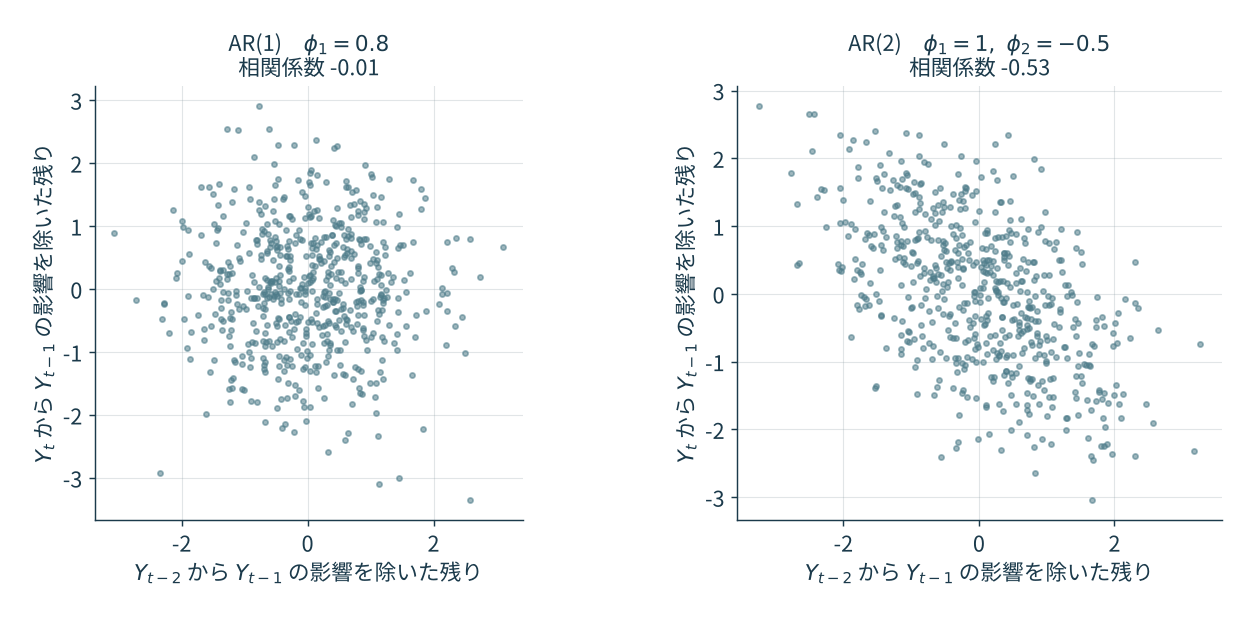 AR(1) ϕ₁ = 0.8
相関係数 -0.01
3
2
1
0
-1
-2
-3
Yₜ から Yₜ₋₁ の影響を除いた残り
-2 0 2
Yₜ₋₂ から Yₜ₋₁ の影響を除いた残り
AR(2) ϕ₁ = 1, ϕ₂ = −0.5
相関係数 -0.53
3
2
1
0
-1
-2
-3
Yₜ から Yₜ₋₁ の影響を除いた残り
-2 0 2
Yₜ₋₂ から Yₜ₋₁ の影響を除いた残り